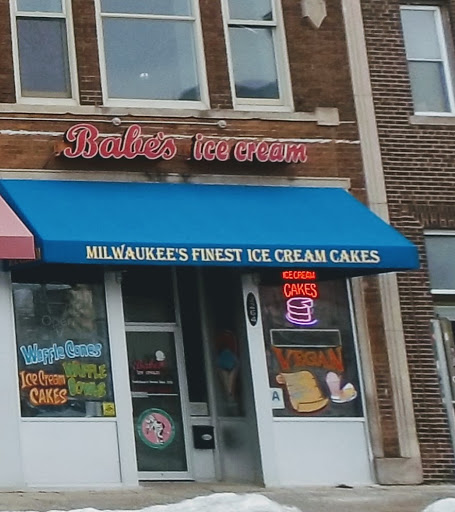 Babe's ice cream
MILWAUKEE'S FINEST ICE CREAM CAKES
ICE CREAM
CAKES
Waffle Cones
Ice Cream
CAKES
WAFFLE
BOWLS
VEGAN
A